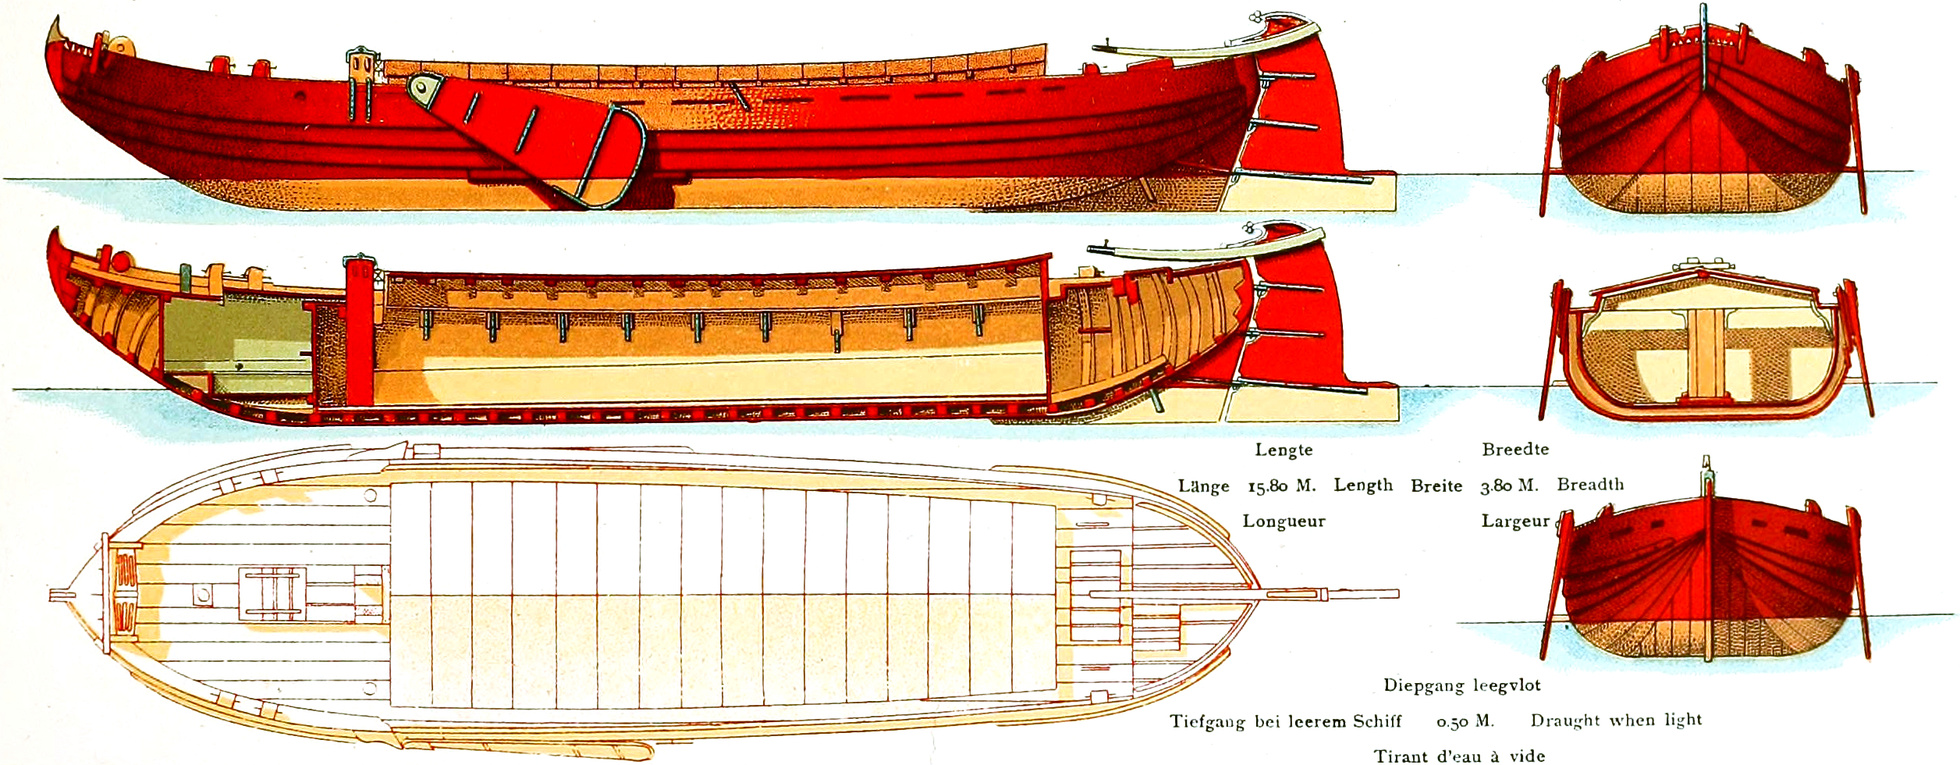 Lengte Breedte
Länge 15.80 M. Length Breite 3.80 M. Breadth
Longueur Largeur
Diepgang leegvlot
Tiefgang bei leerem Schiff 0.50 M. Draught when light
Tirant d'eau à vide